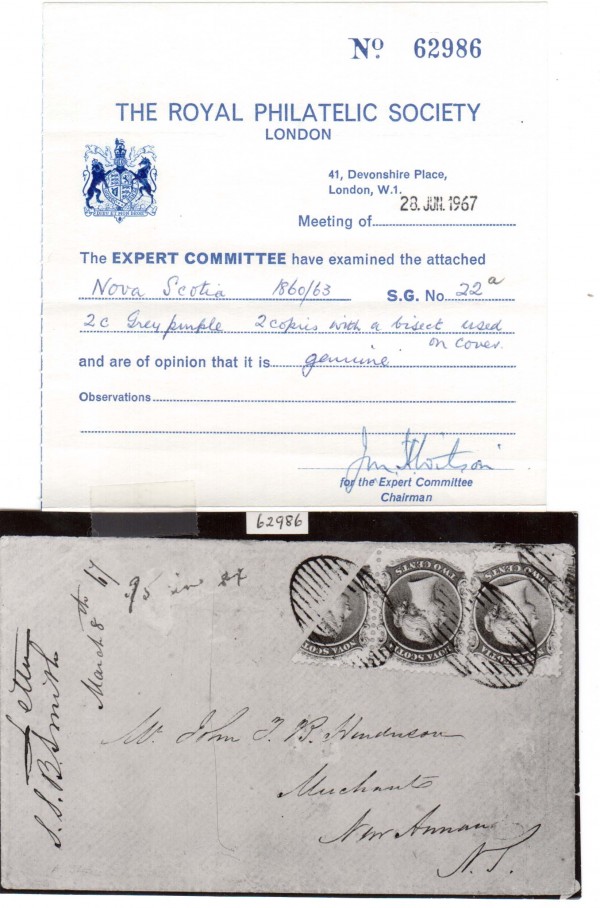 No 62986
THE ROYAL PHILATELIC SOCIETY
LONDON
41, Devonshire Place,
London, W.1.
28. JUN. 1967
Meeting of
The EXPERT COMMITTEE have examined the attached
Nova Scotia 1860/63 S.G. No. 22a
2c Grey purple 2 copies with a bisect used
on cover.
and are of opinion that it is genuine.
Observations
for the Expert Committee
Chairman
62986
March 8th 67
Letter
S.S.B. Smith
TWO CENTS
TWO CENTS
NOVA SCOTIA
NOVA SCOTIA
Mr John T. B. Henderson
Merchants
New Annan
N.S.